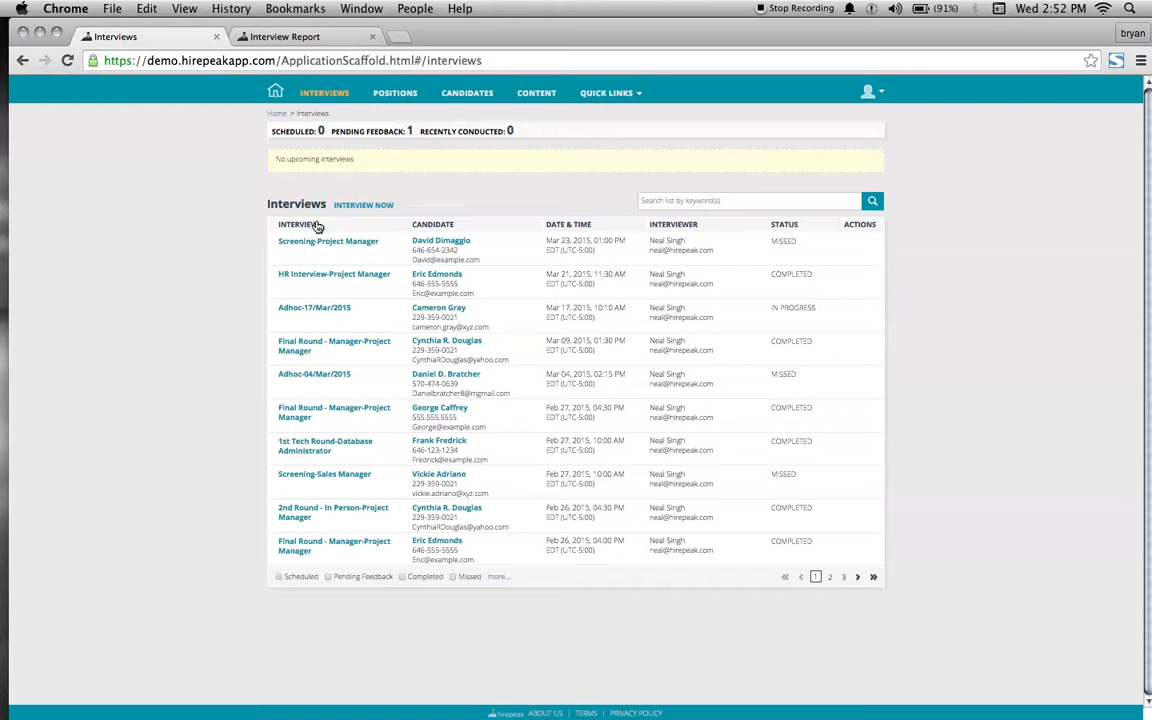 Chrome File Edit View History Bookmarks Window People Help Stop Recording (91%) Wed 2:52 PM
Interviews Interview Report bryan
https://demo.hirepeakapp.com/ApplicationScaffold.html#/interviews
INTERVIEWS POSITIONS CANDIDATES CONTENT QUICK LINKS
Home > Interviews
SCHEDULED: 0 PENDING FEEDBACK: 1 RECENTLY CONDUCTED: 0
No upcoming interviews
Interviews INTERVIEW NOW Search list by keyword(s)
INTERVIEW CANDIDATE DATE & TIME INTERVIEWER STATUS ACTIONS
Screening-Project Manager David Dimaggio Mar 23, 01:00 PM Neal Singh MISSED
646-654-2342 EDT (UTC-5:00) neal@hirepeak.com
David@example.com
HR Interview-Project Manager Eric Edmonds Mar 21, 11:30 AM Neal Singh COMPLETED
646-555-5555 EDT (UTC-5:00) neal@hirepeak.com
Eric@example.com
Adhoc-17/Mar/2015 Cameron Gray Mar 17, 10:10 AM Neal Singh IN PROGRESS
229-359-0021 EDT (UTC-5:00) neal@hirepeak.com
cameron.gray@xyz.com
Final Round - Manager-Project Cynthia R. Douglas Mar 09, 01:30 PM Neal Singh COMPLETED
Manager 229-359-0021 EDT (UTC-5:00) neal@hirepeak.com
CynthiaRDouglas@yahoo.com
Adhoc-04/Mar/2015 Daniel D. Bratcher Mar 04, 02:15 PM Neal Singh MISSED
570-474-0639 EDT (UTC-5:00) neal@hirepeak.com
Danielbratcher8@mgmail.com
Final Round - Manager-Project George Caffrey Feb 27, 04:30 PM Neal Singh COMPLETED
Manager 555.555.5555 EDT (UTC-5:00) neal@hirepeak.com
George@example.com
1st Tech Round-Database Frank Fredrick Feb 27, 10:00 AM Neal Singh COMPLETED
Administrator 646-123-1234 EDT (UTC-5:00) neal@hirepeak.com
Fredrick@example.com
Screening-Sales Manager Vickie Adriano Feb 27, 10:00 AM Neal Singh MISSED
229-359-0021 EDT (UTC-5:00) neal@hirepeak.com
vickie.adriano@xyz.com
2nd Round - In Person-Project Cynthia R. Douglas Feb 26, 04:30 PM Neal Singh COMPLETED
Manager 229-359-0021 EDT (UTC-5:00) neal@hirepeak.com
CynthiaRDouglas@yahoo.com
Final Round - Manager-Project Eric Edmonds Feb 26, 04:00 PM Neal Singh COMPLETED
Manager 646-555-5555 EDT (UTC-5:00) neal@hirepeak.com
Eric@example.com
Scheduled Pending Feedback Completed Missed more... « ‹ 1 2 3 › »
hirepeak ABOUT US | TERMS | PRIVACY POLICY